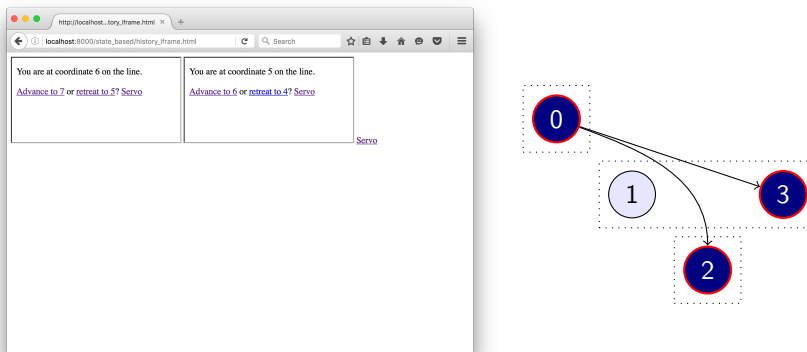 http://localhost...tory_iframe.html
localhost:8000/state_based/history_iframe.html
Search
You are at coordinate 6 on the line.
Advance to 7 or retreat to 5? Servo
You are at coordinate 5 on the line.
Advance to 6 or retreat to 4? Servo
Servo
0
1
3
2